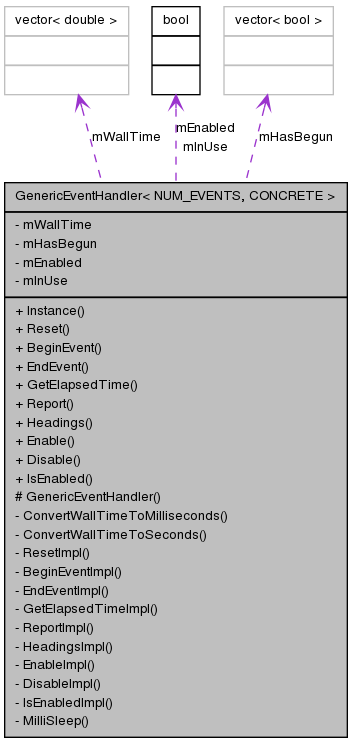 vector< double >
bool
vector< bool >
mWallTime
mEnabled
mInUse
mHasBegun
GenericEventHandler< NUM_EVENTS, CONCRETE >
- mWallTime
- mHasBegun
- mEnabled
- mInUse
+ Instance()
+ Reset()
+ BeginEvent()
+ EndEvent()
+ GetElapsedTime()
+ Report()
+ Headings()
+ Enable()
+ Disable()
+ IsEnabled()
# GenericEventHandler()
- ConvertWallTimeToMilliseconds()
- ConvertWallTimeToSeconds()
- ResetImpl()
- BeginEventImpl()
- EndEventImpl()
- GetElapsedTimeImpl()
- ReportImpl()
- HeadingsImpl()
- EnableImpl()
- DisableImpl()
- IsEnabledImpl()
- MilliSleep()